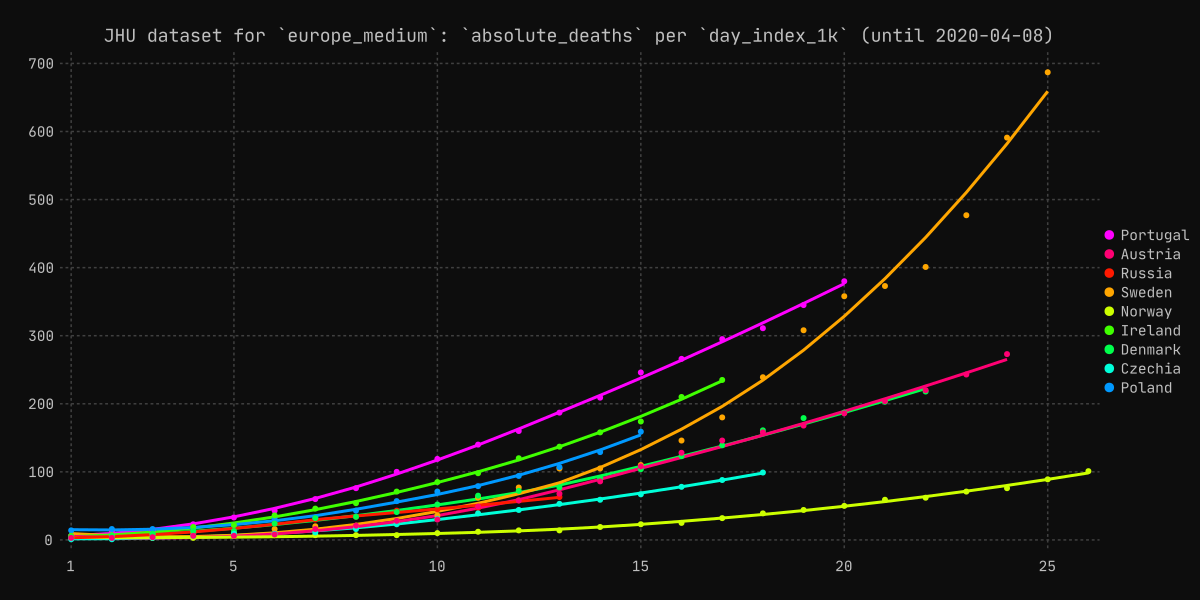 JHU dataset for `europe_medium`: `absolute_deaths` per `day_index_1k` (until 2020-04-08)
700
600
500
400
300
200
100
0
1 5 10 15 20 25
Portugal
Austria
Russia
Sweden
Norway
Ireland
Denmark
Czechia
Poland